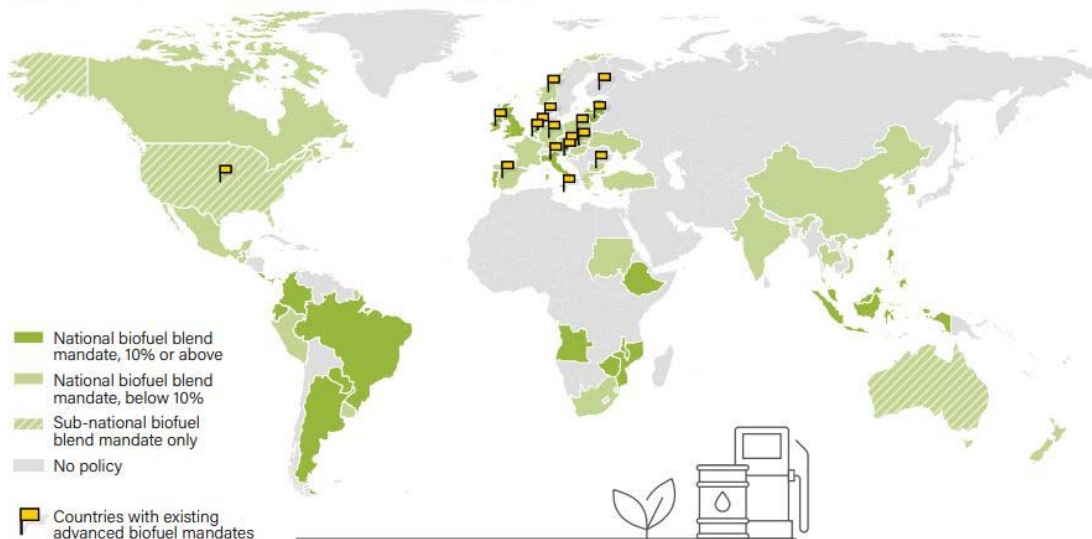 National biofuel blend
mandate, 10% or above
National biofuel blend
mandate, below 10%
Sub-national biofuel
blend mandate only
No policy
Countries with existing
advanced biofuel mandates